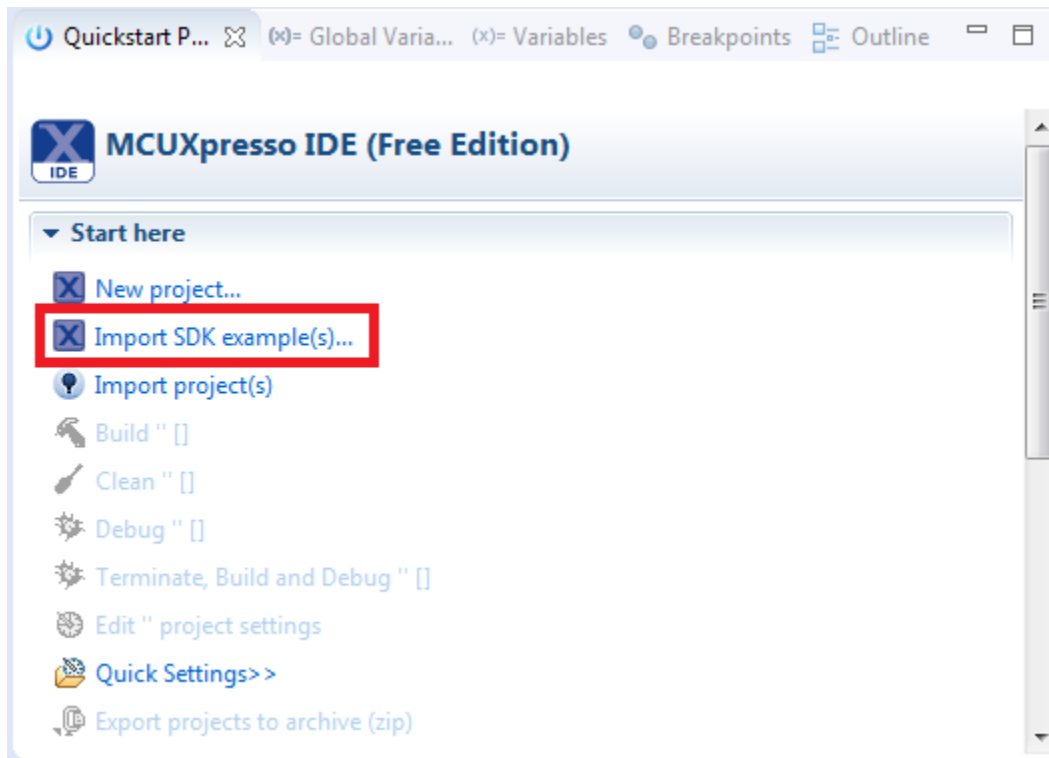 Quickstart P... (x)= Global Varia... (x)= Variables Breakpoints Outline
MCUXpresso IDE (Free Edition)
IDE
Start here
New project...
Import SDK example(s)...
Import project(s)
Build '' []
Clean '' []
Debug '' []
Terminate, Build and Debug '' []
Edit '' project settings
Quick Settings>>
Export projects to archive (zip)